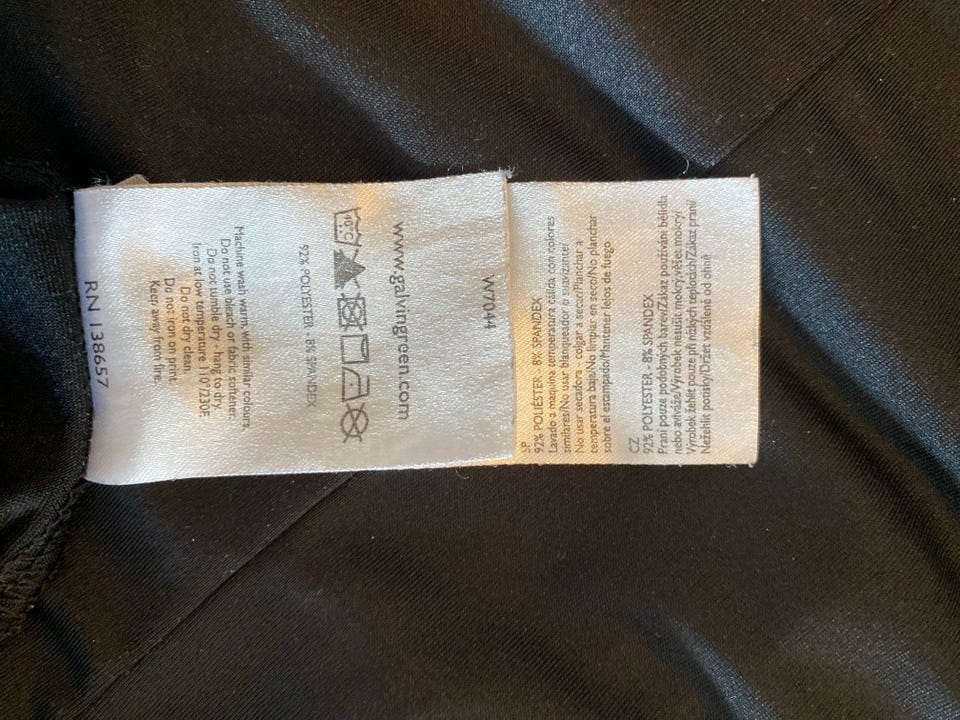 W7044
www.galvingreen.com
40°C
92% POLYESTER - 8% SPANDEX
Machine wash warm, with similar colours.
Do not use bleach or fabric softener.
Do not tumble dry - hang to dry.
Iron at low temperature 110°/230F.
Do not dry clean.
Do not iron on print.
Keep away from fire.
RN 138657
SP
92% POLIÉSTER - 8% SPANDEX
Lavado a maquina temperatura cálida con colores
similares/No usar blanqueador o suavizante/
No usar secadora - colgar a secar/Planchar a
temperatura baja/No limpiar en seco/No planchar
sobre el estampado/Mantener lejos de fuego
CZ
92% POLYESTER - 8% SPANDEX
Praní pouze podobných barev/Zákaz používání bělidla
nebo aviváže/Výrobek nesušit mokrý/věšet mokrý/
Výrobek žehlit pouze při nízkých teplotách/Zákaz praní
Nežehlit potisky/Držet vzdáleně od ohně